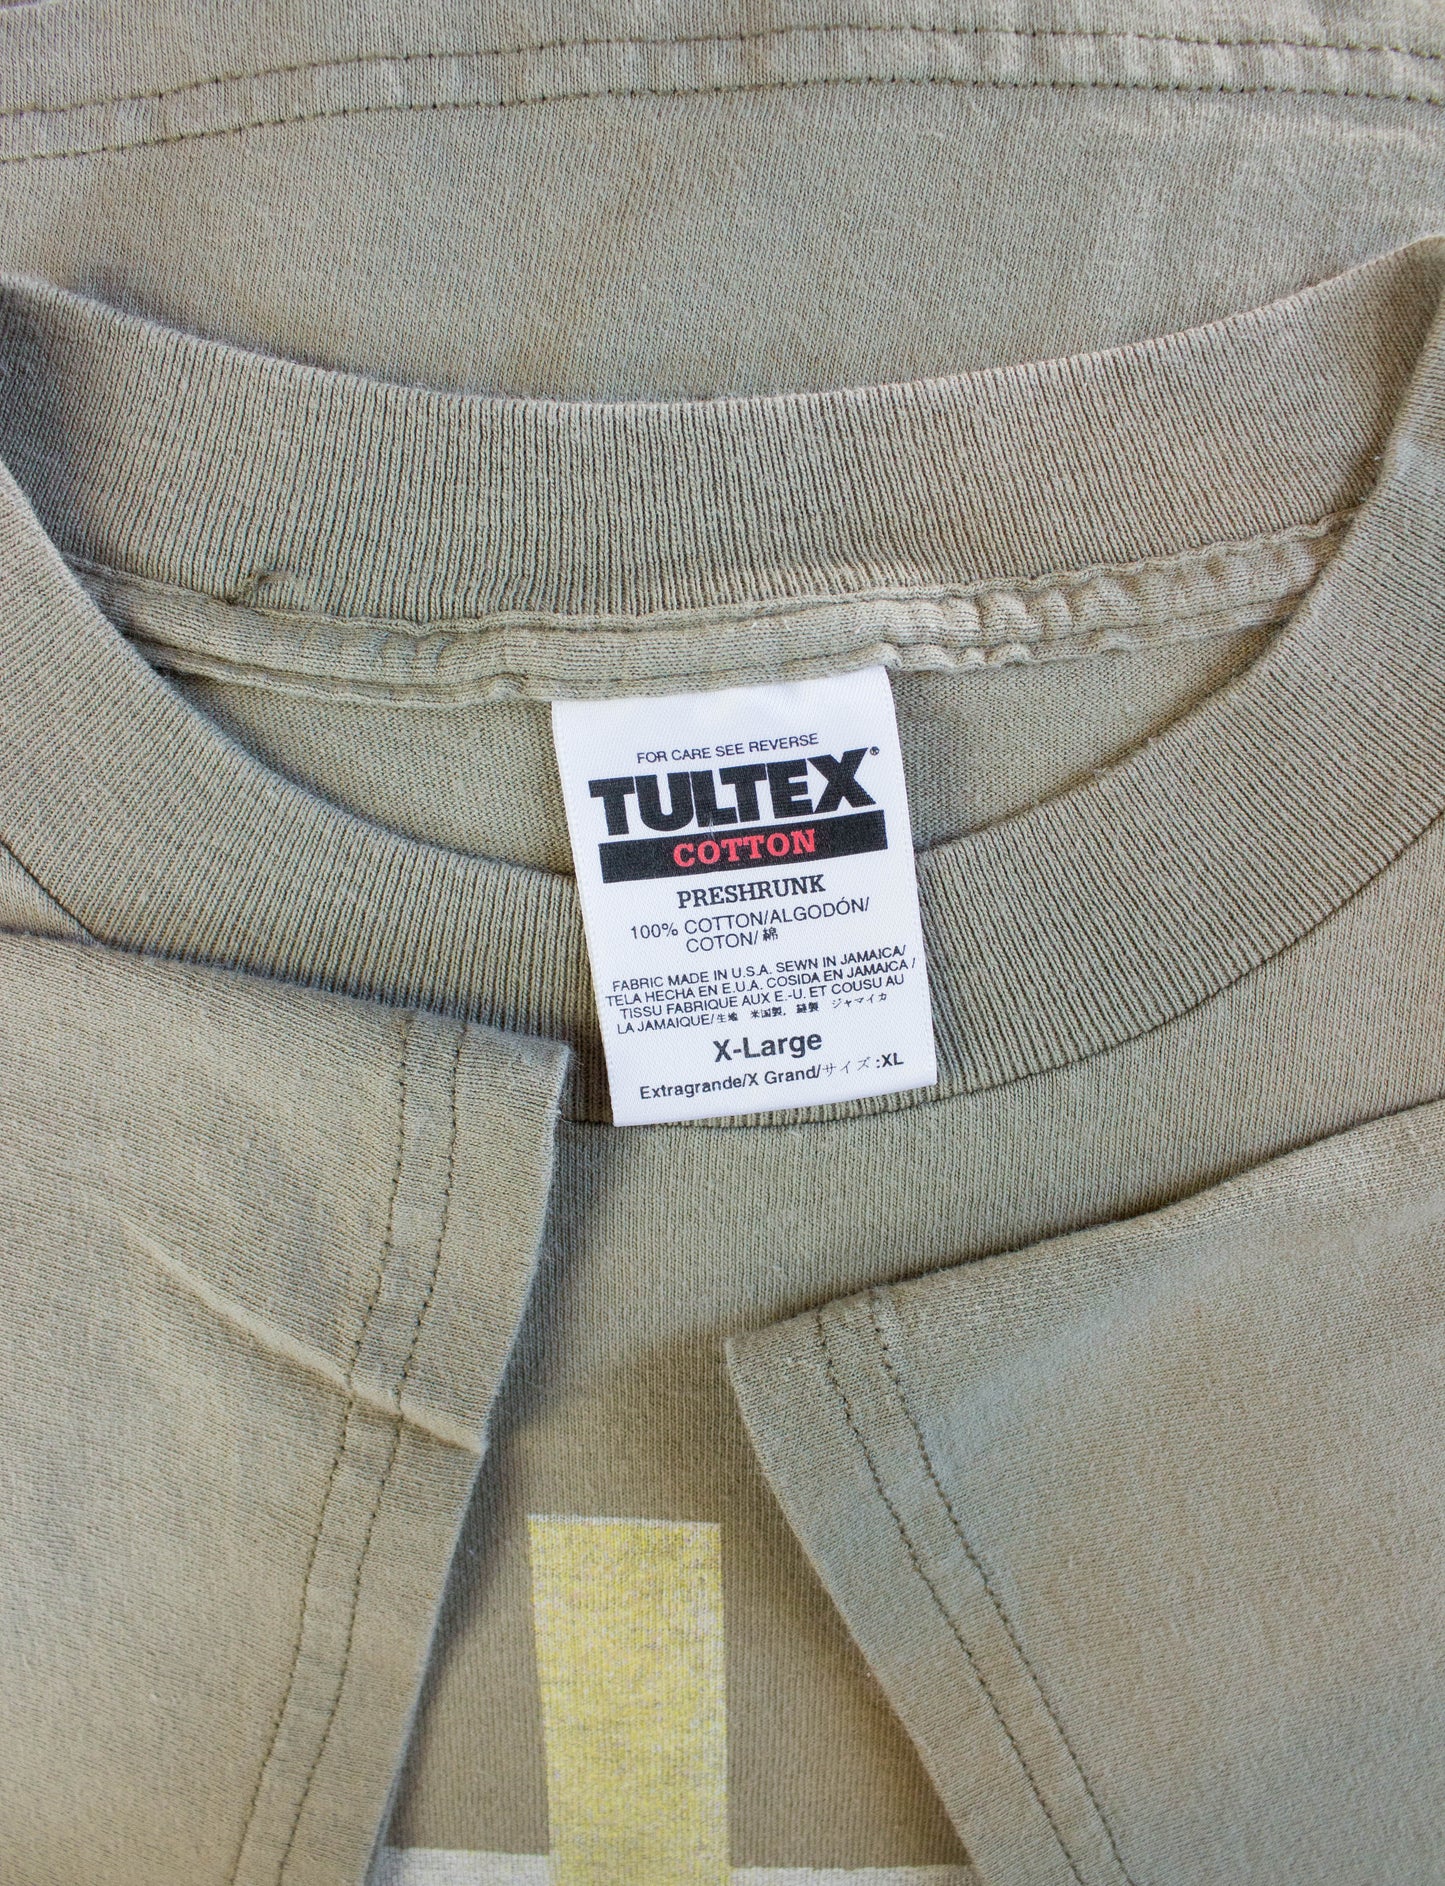 FOR CARE SEE REVERSE
TULTEX®
COTTON
PRESHRUNK
100% COTTON/ALGODÓN/
COTON/綿
FABRIC MADE IN U.S.A. SEWN IN JAMAICA/
TELA HECHA EN E.U.A. COSIDA EN JAMAICA /
TISSU FABRIQUE AUX E.-U. ET COUSU AU
LA JAMAIQUE/生地 米国製, 縫製 ジャマイカ
X-Large
Extragrande/X Grand/サイズ :XL